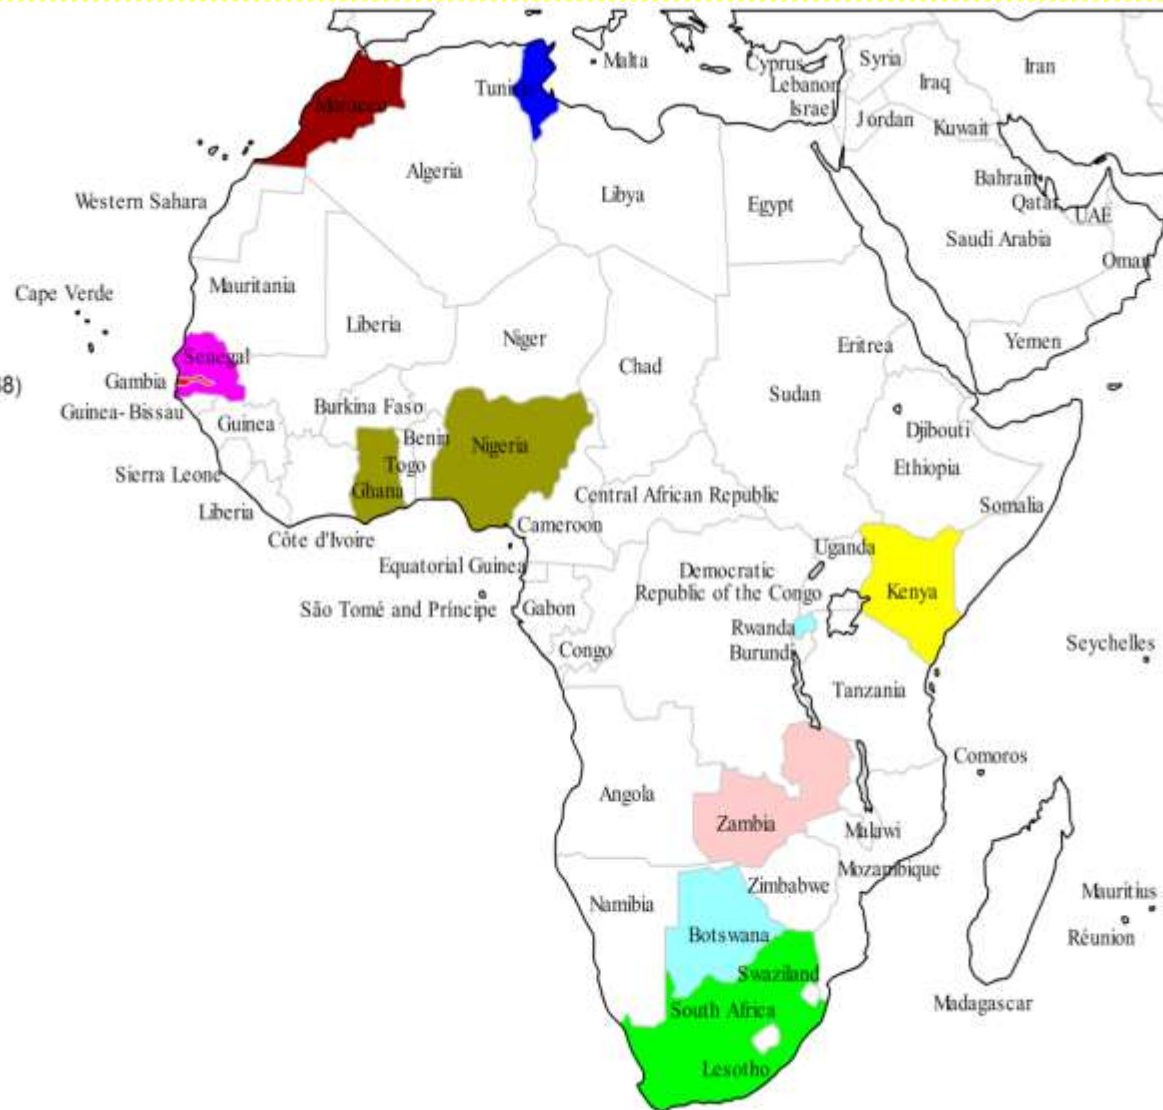 Malta
Cyprus
Syria
Iran
Tunis
Lebanon
Iraq
Morocco
Israel
Jordan
Kuwait
Algeria
Bahrain
Western Sahara
Libya
Egypt
Qatar
UAE
Saudi Arabia
Oman
Mauritania
Cape Verde
Liberia
Niger
Yemen
Eritrea
Senegal
Chad
Gambia
8)
Sudan
Guinea-Bissau
Burkina Faso
Guinea
Djibouti
Benin
Nigeria
Togo
Ethiopia
Sierra Leone
Ghana
Central African Republic
Somalia
Liberia
Cameroon
Côte d'Ivoire
Uganda
Equatorial Guinea
Democratic
Republic of the Congo
Kenya
São Tomé and Príncipe
Gabon
Rwanda
Seychelles
Congo
Burundi
Tanzania
Comoros
Angola
Zambia
Malawi
Mozambique
Zimbabwe
Mauritius
Namibia
Botswana
Réunion
Swaziland
Madagascar
South Africa
Lesotho